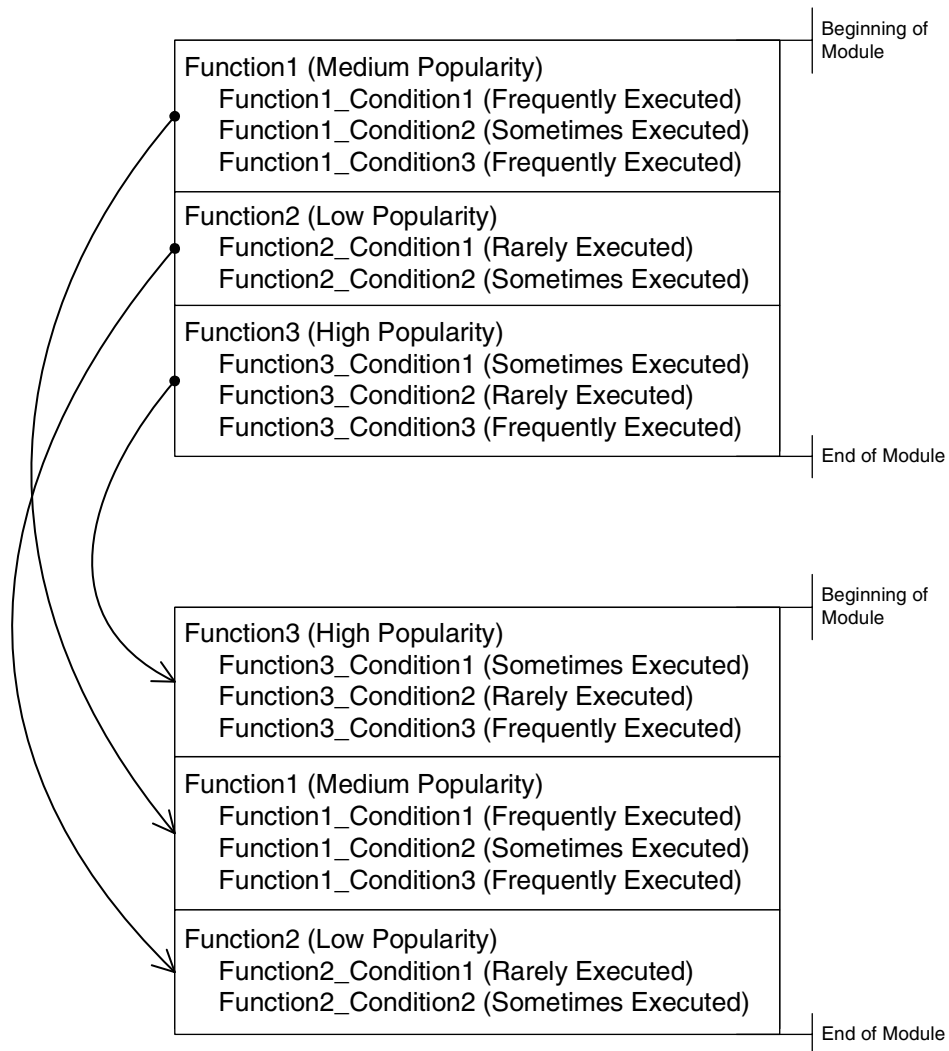 Beginning of
Module
Function1 (Medium Popularity)
Function1_Condition1 (Frequently Executed)
Function1_Condition2 (Sometimes Executed)
Function1_Condition3 (Frequently Executed)
Function2 (Low Popularity)
Function2_Condition1 (Rarely Executed)
Function2_Condition2 (Sometimes Executed)
Function3 (High Popularity)
Function3_Condition1 (Sometimes Executed)
Function3_Condition2 (Rarely Executed)
Function3_Condition3 (Frequently Executed)
End of Module
Beginning of
Module
Function3 (High Popularity)
Function3_Condition1 (Sometimes Executed)
Function3_Condition2 (Rarely Executed)
Function3_Condition3 (Frequently Executed)
Function1 (Medium Popularity)
Function1_Condition1 (Frequently Executed)
Function1_Condition2 (Sometimes Executed)
Function1_Condition3 (Frequently Executed)
Function2 (Low Popularity)
Function2_Condition1 (Rarely Executed)
Function2_Condition2 (Sometimes Executed)
End of Module